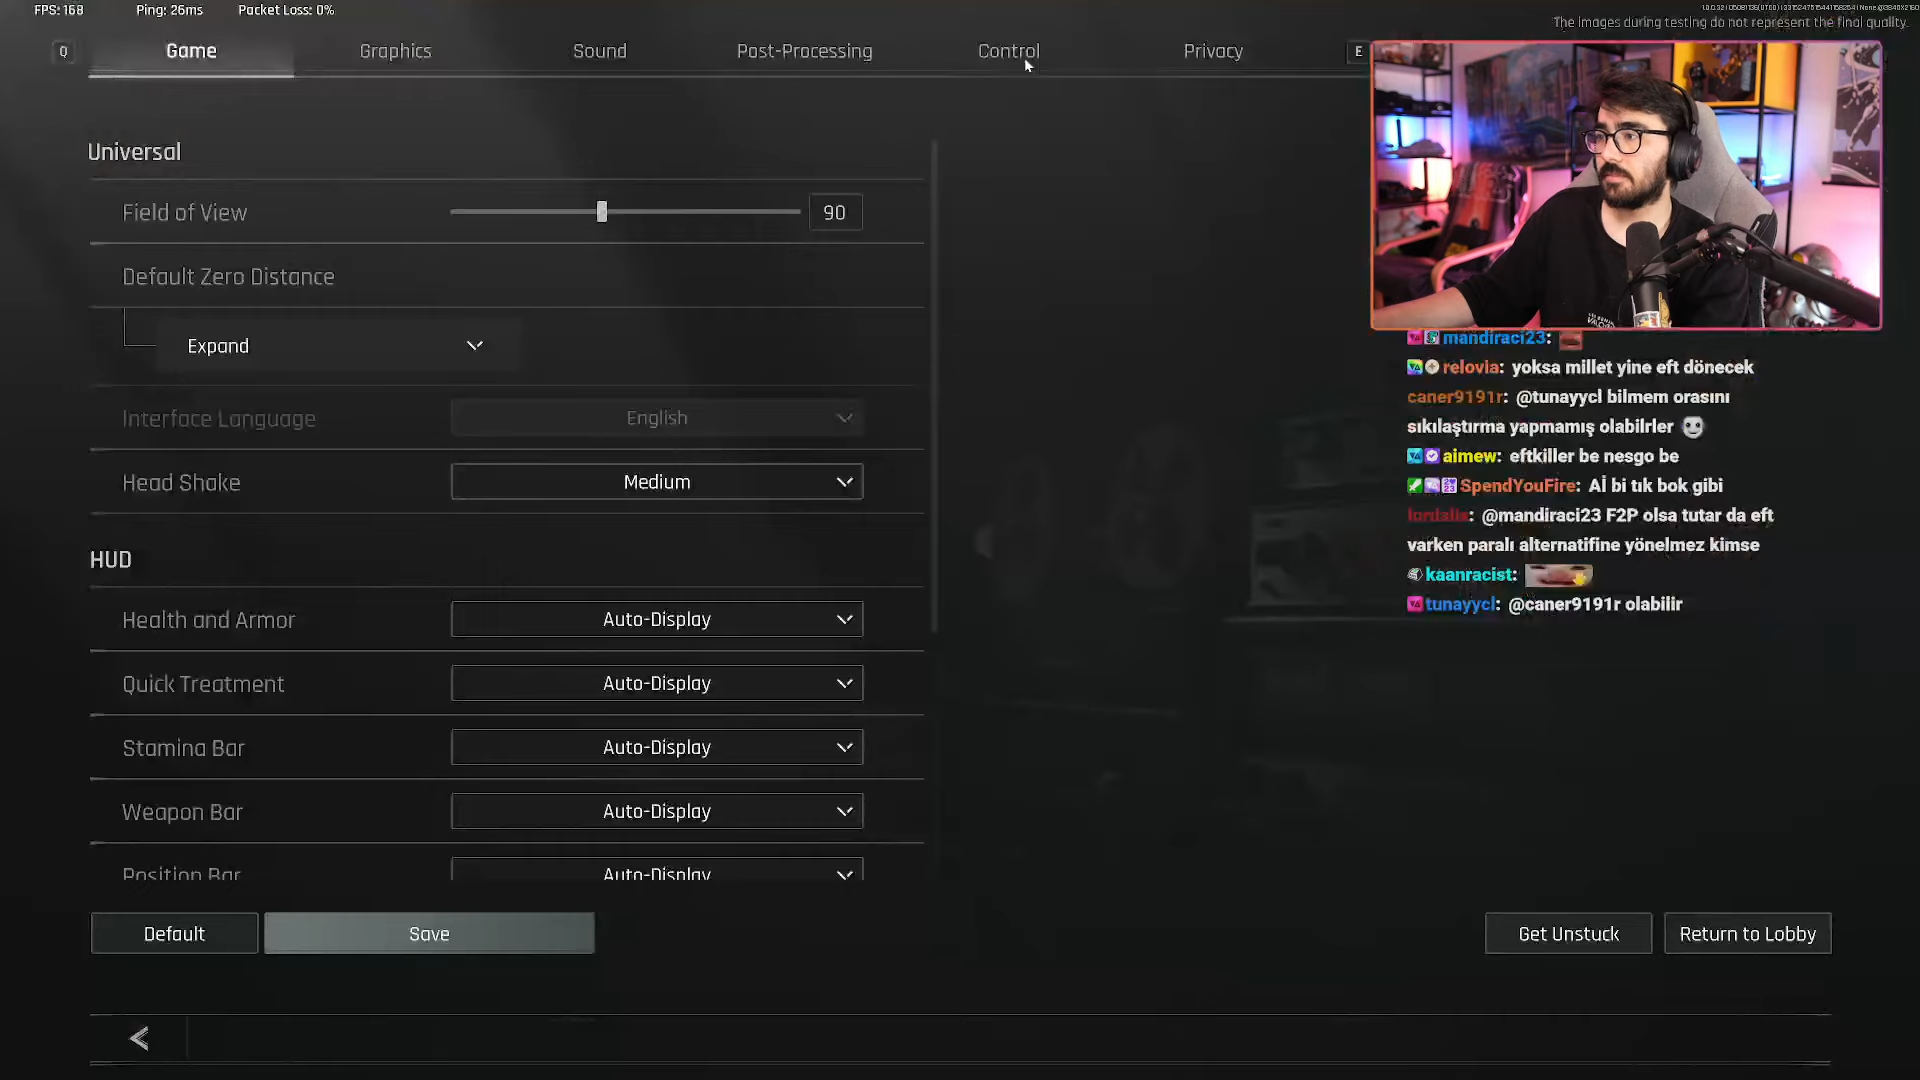 FPS: 168 Ping: 26ms Packet Loss: 0%
The images during testing do not represent the final quality.
Q Game Graphics Sound Post-Processing Control Privacy E
Universal
Field of View 90
Default Zero Distance
Expand
Interface Language English
Head Shake Medium
HUD
Health and Armor Auto-Display
Quick Treatment Auto-Display
Stamina Bar Auto-Display
Weapon Bar Auto-Display
Position Bar Auto-Display
Default Save
Get Unstuck Return to Lobby
mandiraci23:
relovia: yoksa millet yine eft dönecek
caner9191r: @tunayycl bilmem orasını
sıkılaştırma yapmamış olabilrler
aimew: eftkiller be nesgo be
SpendYouFire: Aİ bi tık bok gibi
@mandiraci23 F2P olsa tutar da eft
varken paralı alternatifine yönelmez kimse
kaanracist:
tunayycl: @caner9191r olabilir